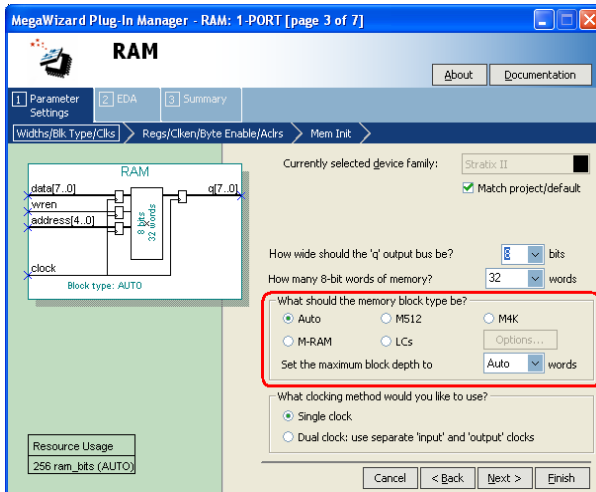 MegaWizard Plug-In Manager - RAM: 1-PORT [page 3 of 7]
RAM
About
Documentation
1 Parameter Settings
2 EDA
3 Summary
Widths/Blk Type/Clks
Regs/Clken/Byte Enable/Aclrs
Mem Init
RAM
data[7..0]
q[7..0]
wren
address[4..0]
8 bits
32 words
clock
Block type: AUTO
Currently selected device family:
Stratix II
Match project/default
How wide should the 'q' output bus be?
8
bits
How many 8-bit words of memory?
32
words
What should the memory block type be?
Auto
M512
M4K
M-RAM
LCs
Options...
Set the maximum block depth to
Auto
words
What clocking method would you like to use?
Single clock
Dual clock: use separate 'input' and 'output' clocks
Resource Usage
256 ram_bits (AUTO)
Cancel
< Back
Next >
Finish